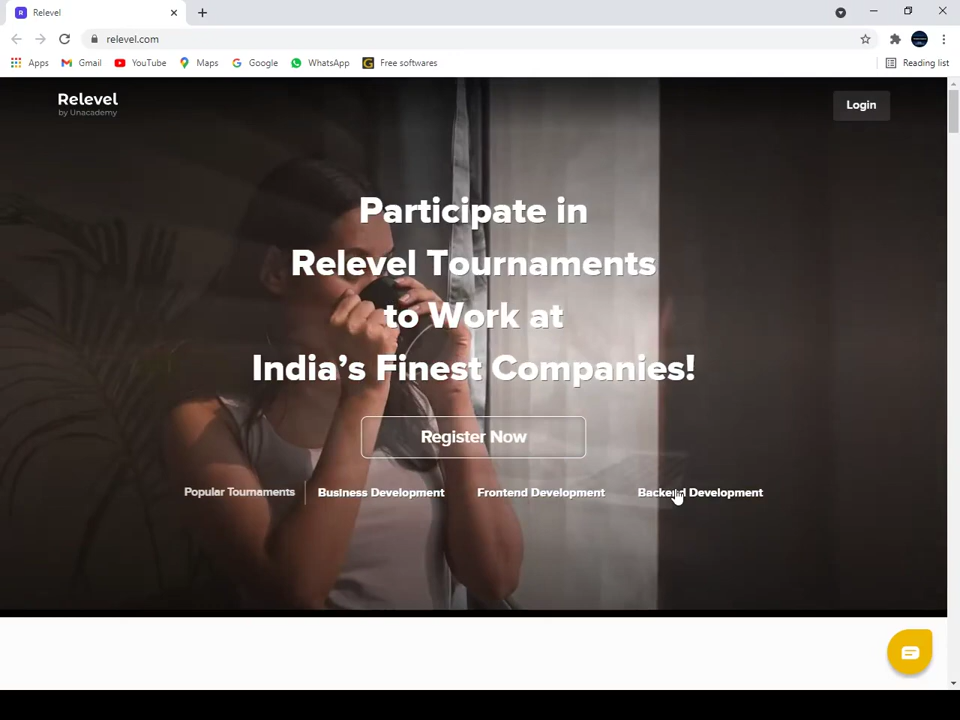 Relevel
relevel.com
Apps
Gmail
YouTube
Maps
Google
WhatsApp
Free softwares
Reading list
Relevel
by Unacademy
Login
Participate in
Relevel Tournaments
to Work at
India's Finest Companies!
Register Now
Popular Tournaments
Business Development
Frontend Development
Backend Development